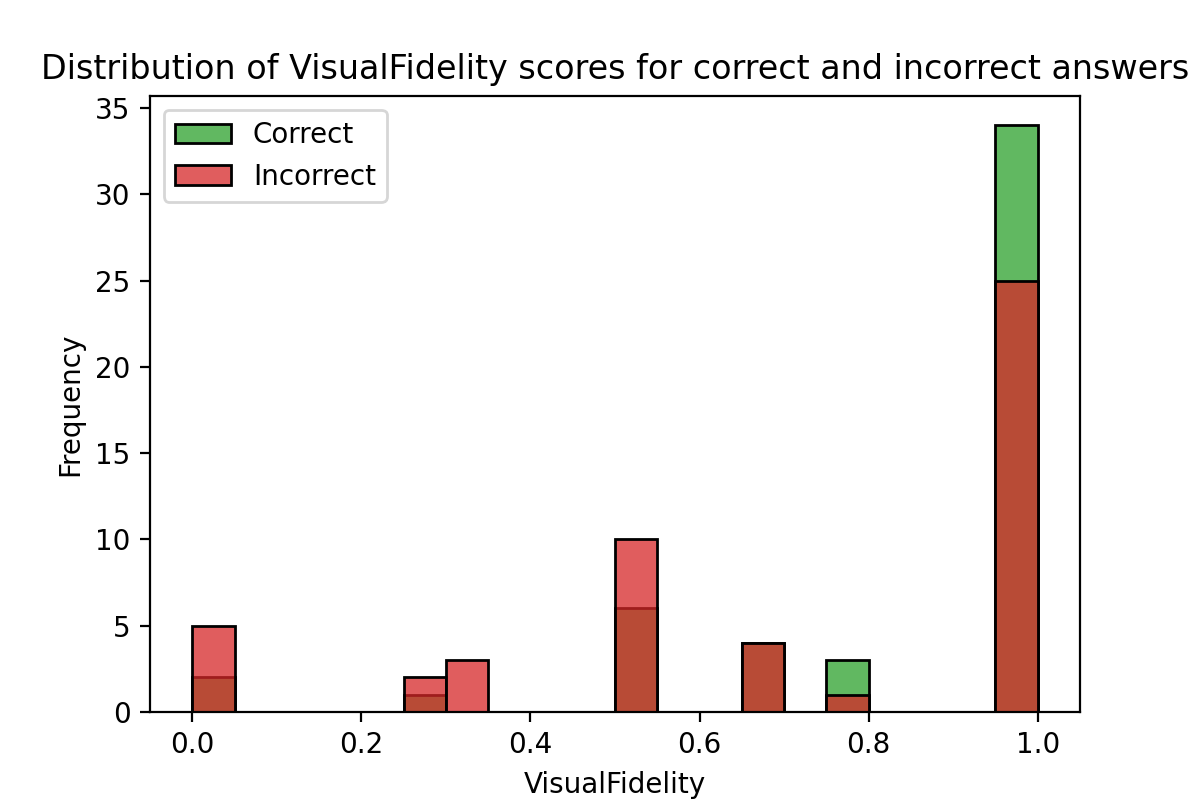 Distribution of VisualFidelity scores for correct and incorrect answers
Correct
Incorrect
35
30
25
20
15
10
5
0
Frequency
0.0 0.2 0.4 0.6 0.8 1.0
VisualFidelity